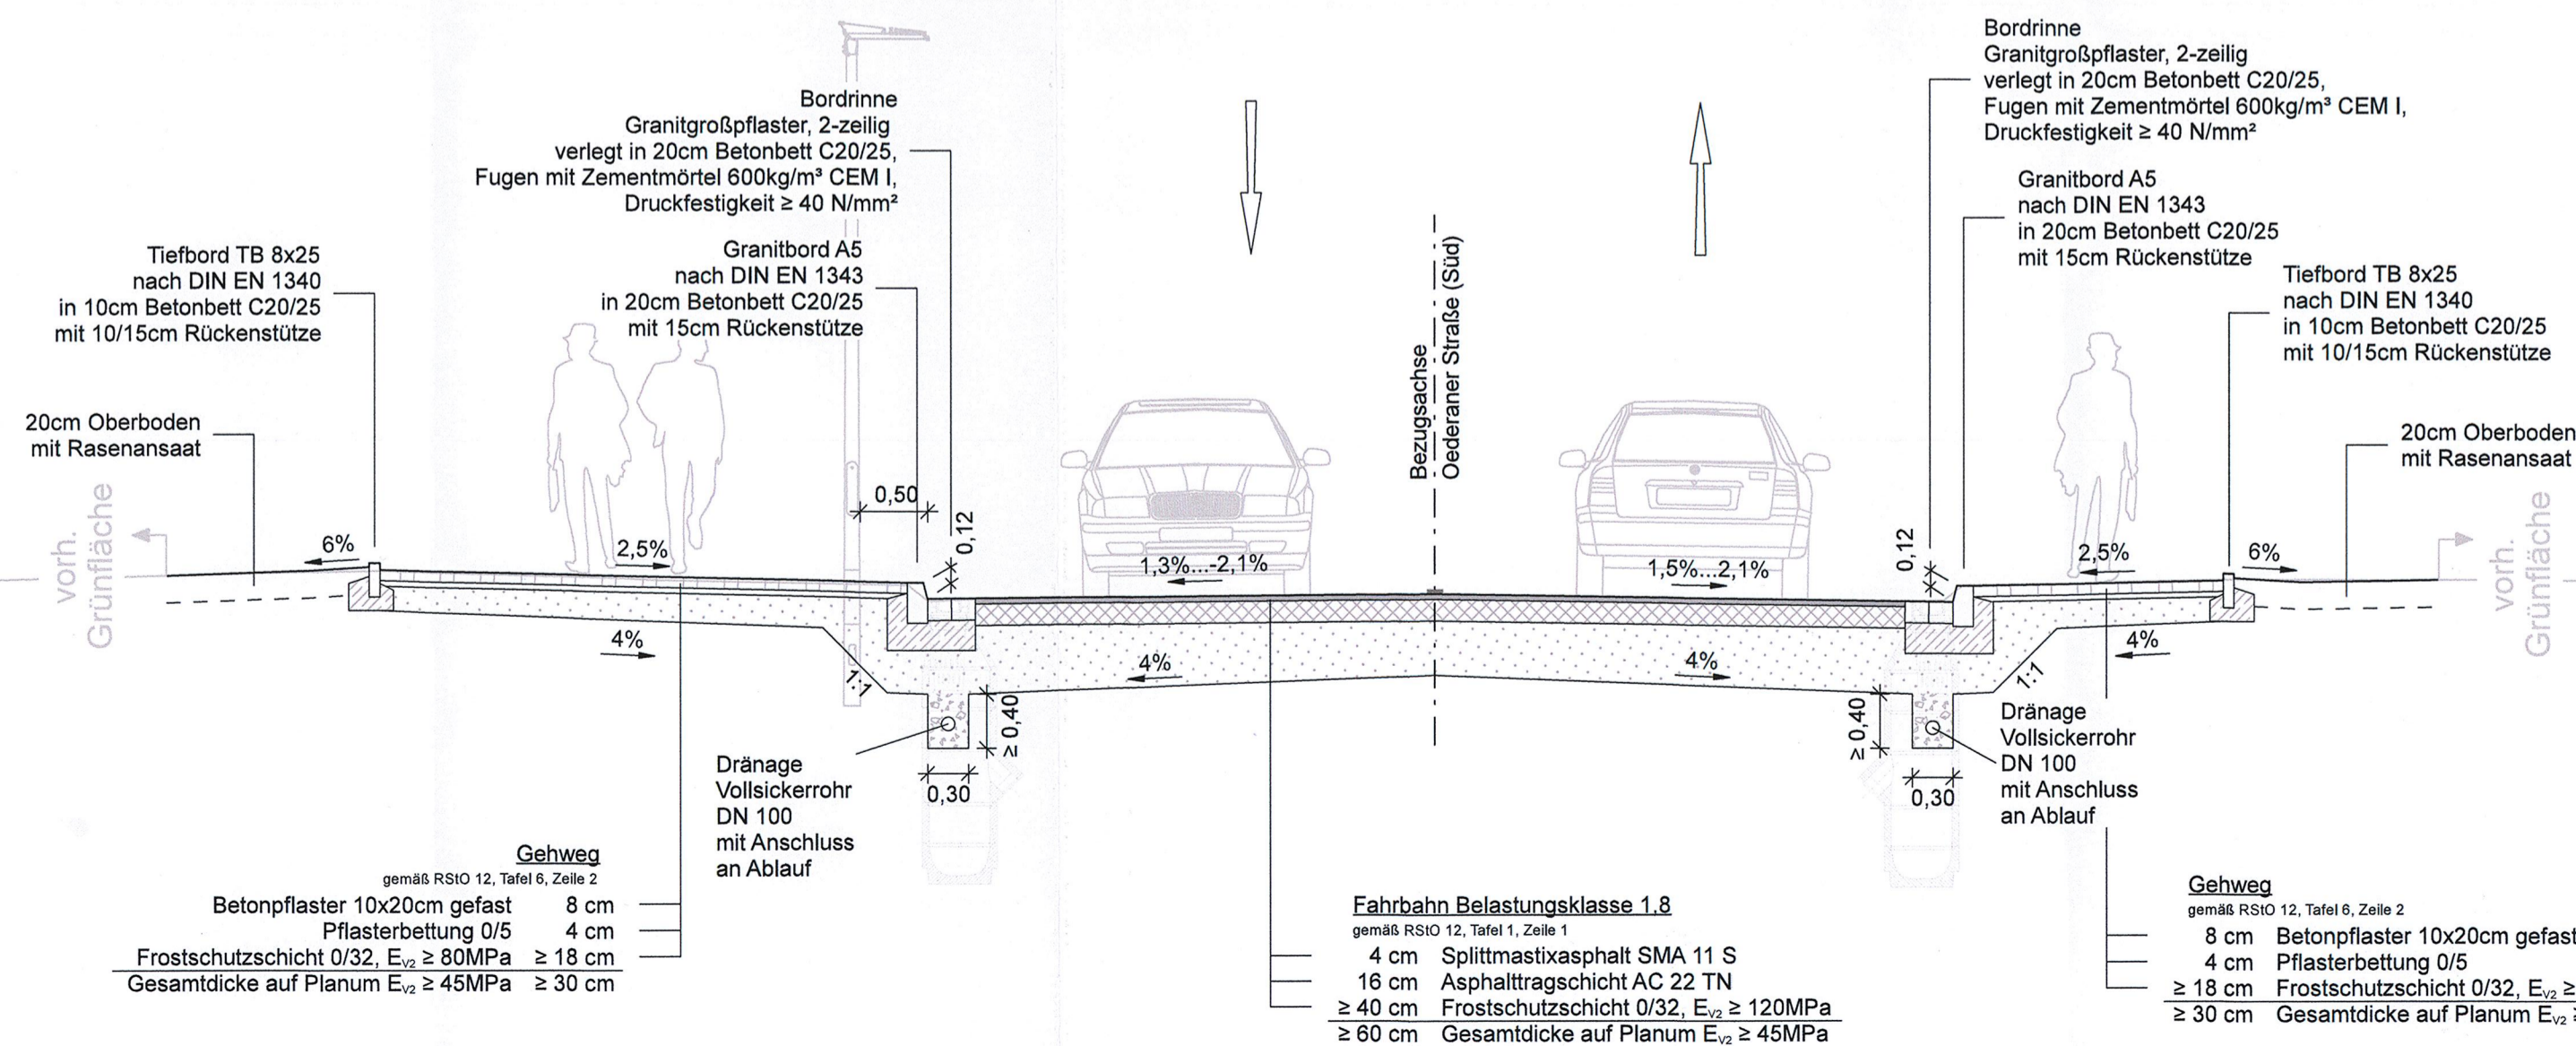 Bordrinne
Granitgroßpflaster, 2-zeilig
verlegt in 20cm Betonbett C20/25,
Fugen mit Zementmörtel 600kg/m³ CEM I,
Druckfestigkeit ≥ 40 N/mm²
Granitbord A5
nach DIN EN 1343
in 20cm Betonbett C20/25
mit 15cm Rückenstütze
Tiefbord TB 8x25
nach DIN EN 1340
in 10cm Betonbett C20/25
mit 10/15cm Rückenstütze
20cm Oberboden
mit Rasenansaat
vorh.
Grünfläche
6%
2,5%
4%
1:1
0,50
0,12
Bezugsachse
Oederaner Straße (Süd)
1,3%...-2,1%
1,5%...2,1%
4%
4%
Bordrinne
Granitgroßpflaster, 2-zeilig
verlegt in 20cm Betonbett C20/25,
Fugen mit Zementmörtel 600kg/m³ CEM I,
Druckfestigkeit ≥ 40 N/mm²
Granitbord A5
nach DIN EN 1343
in 20cm Betonbett C20/25
mit 15cm Rückenstütze
Tiefbord TB 8x25
nach DIN EN 1340
in 10cm Betonbett C20/25
mit 10/15cm Rückenstütze
20cm Oberboden
mit Rasenansaat
vorh.
Grünfläche
0,12
2,5%
6%
4%
1:1
≥ 0,40
0,30
Dränage
Vollsickerrohr
DN 100
mit Anschluss
an Ablauf
≥ 0,40
0,30
Dränage
Vollsickerrohr
DN 100
mit Anschluss
an Ablauf
Gehweg
gemäß RStO 12, Tafel 6, Zeile 2
Betonpflaster 10x20cm gefast 8 cm
Pflasterbettung 0/5 4 cm
Frostschutzschicht 0/32, Ev2 ≥ 80MPa ≥ 18 cm
Gesamtdicke auf Planum Ev2 ≥ 45MPa ≥ 30 cm
Fahrbahn Belastungsklasse 1,8
gemäß RStO 12, Tafel 1, Zeile 1
4 cm Splittmastixasphalt SMA 11 S
16 cm Asphalttragschicht AC 22 TN
≥ 40 cm Frostschutzschicht 0/32, Ev2 ≥ 120MPa
≥ 60 cm Gesamtdicke auf Planum Ev2 ≥ 45MPa
Gehweg
gemäß RStO 12, Tafel 6, Zeile 2
8 cm Betonpflaster 10x20cm gefast
4 cm Pflasterbettung 0/5
≥ 18 cm Frostschutzschicht 0/32, Ev2 ≥
≥ 30 cm Gesamtdicke auf Planum Ev2 ≥